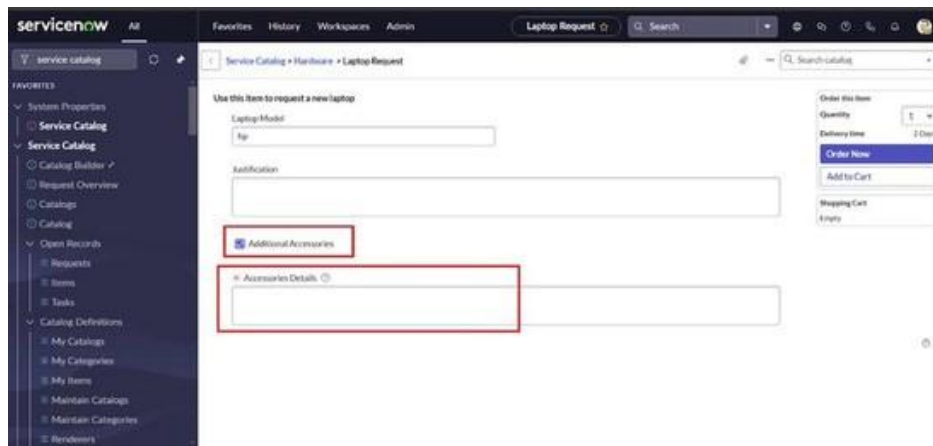 servicenow All Favorites History Workspaces Admin Laptop Request Search
service catalog
Service Catalog Hardware Laptop Request
Search catalog
FAVORITES
System Properties
Service Catalog
Service Catalog
Catalog Builder
Request Overview
Catalogs
Catalog
Open Records
Requests
Items
Tasks
Catalog Definitions
My Catalogs
My Categories
My Items
Maintain Catalogs
Maintain Categories
Renderers
Use this item to request a new laptop
Laptop Model
hp
Justification
Additional Accessories
* Accessories Details
Order this Item
Quantity 1
Delivery time 2 Days
Order Now
Add to Cart
Shopping Cart
Empty